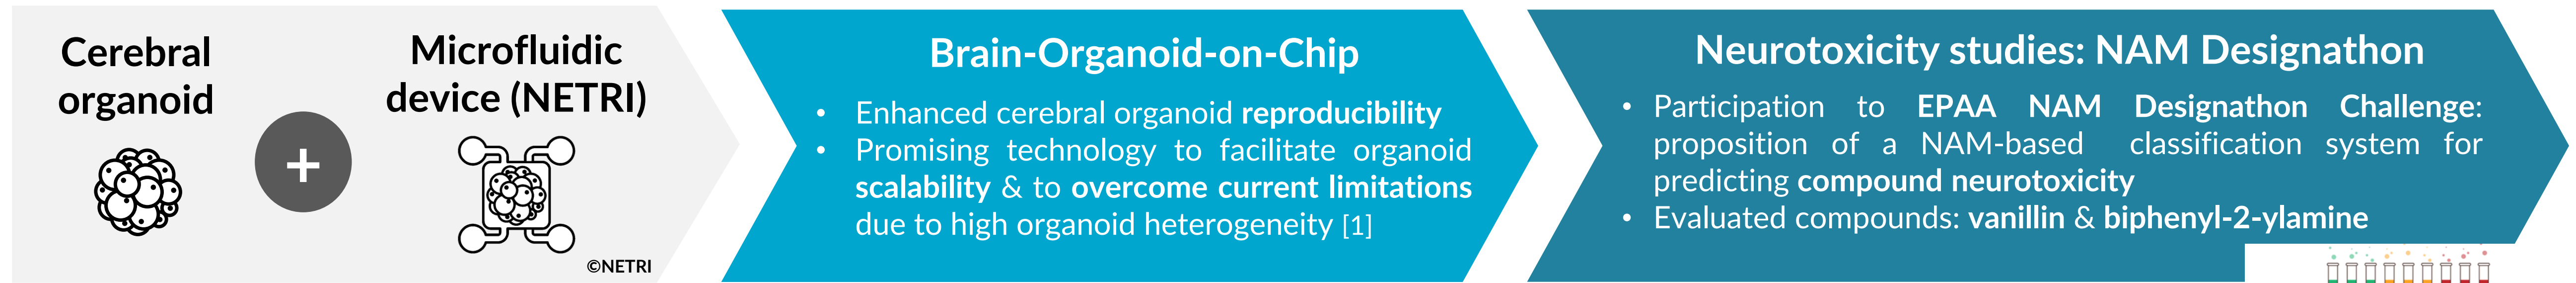 Cerebral
organoid
+
Microfluidic
device (NETRI)
©NETRI
Brain-Organoid-on-Chip
• Enhanced cerebral organoid reproducibility
• Promising technology to facilitate organoid
scalability & to overcome current limitations
due to high organoid heterogeneity [1]
Neurotoxicity studies: NAM Designathon
• Participation to EPAA NAM Designathon Challenge:
proposition of a NAM-based classification system for
predicting compound neurotoxicity
• Evaluated compounds: vanillin & biphenyl-2-ylamine